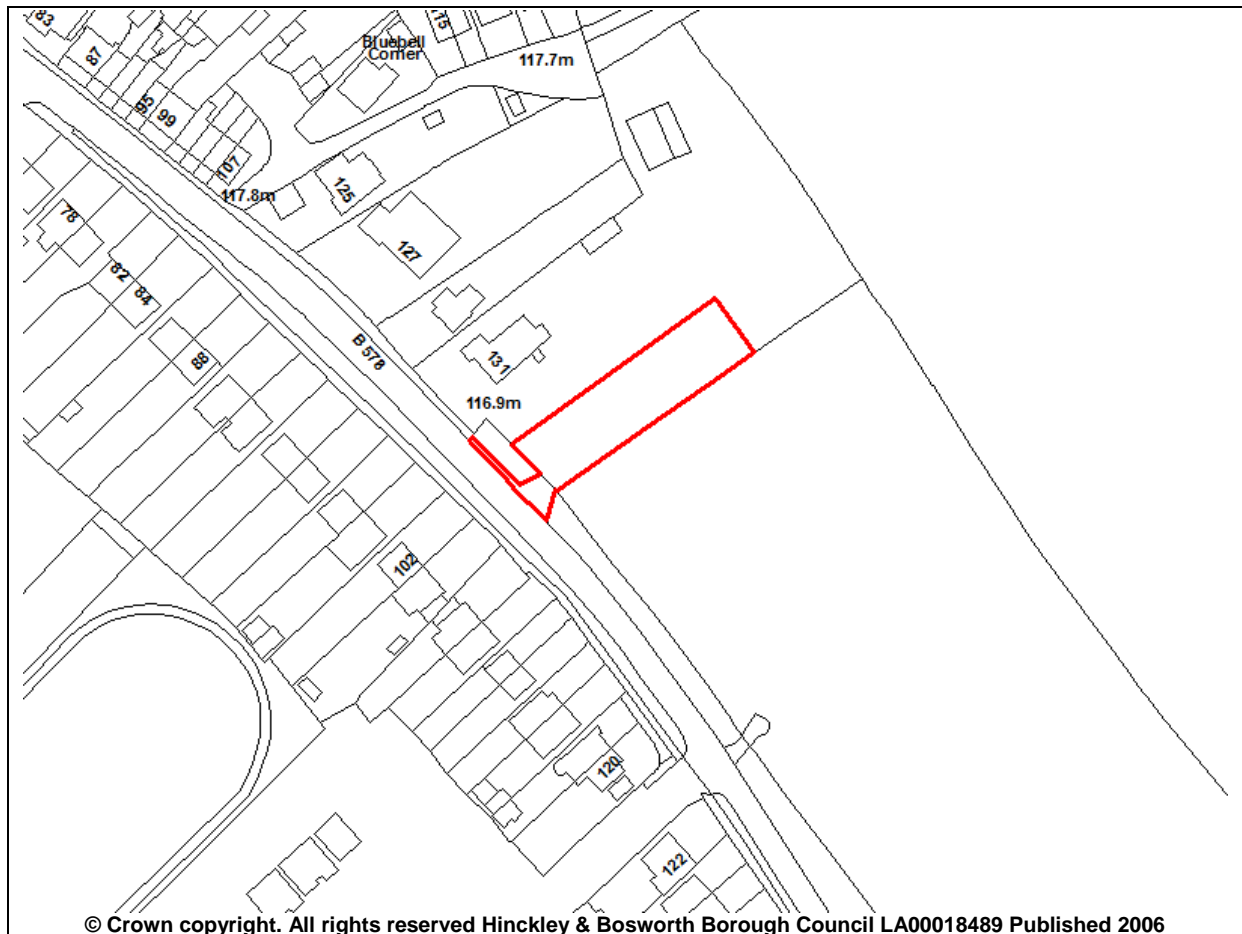 83
115
87
Bluebell
Corner
117.7m
95
99
107
117.8m
125
78
127
82
84
B 578
88
131
116.9m
102
120
122
© Crown copyright. All rights reserved Hinckley & Bosworth Borough Council LA00018489 Published 2006